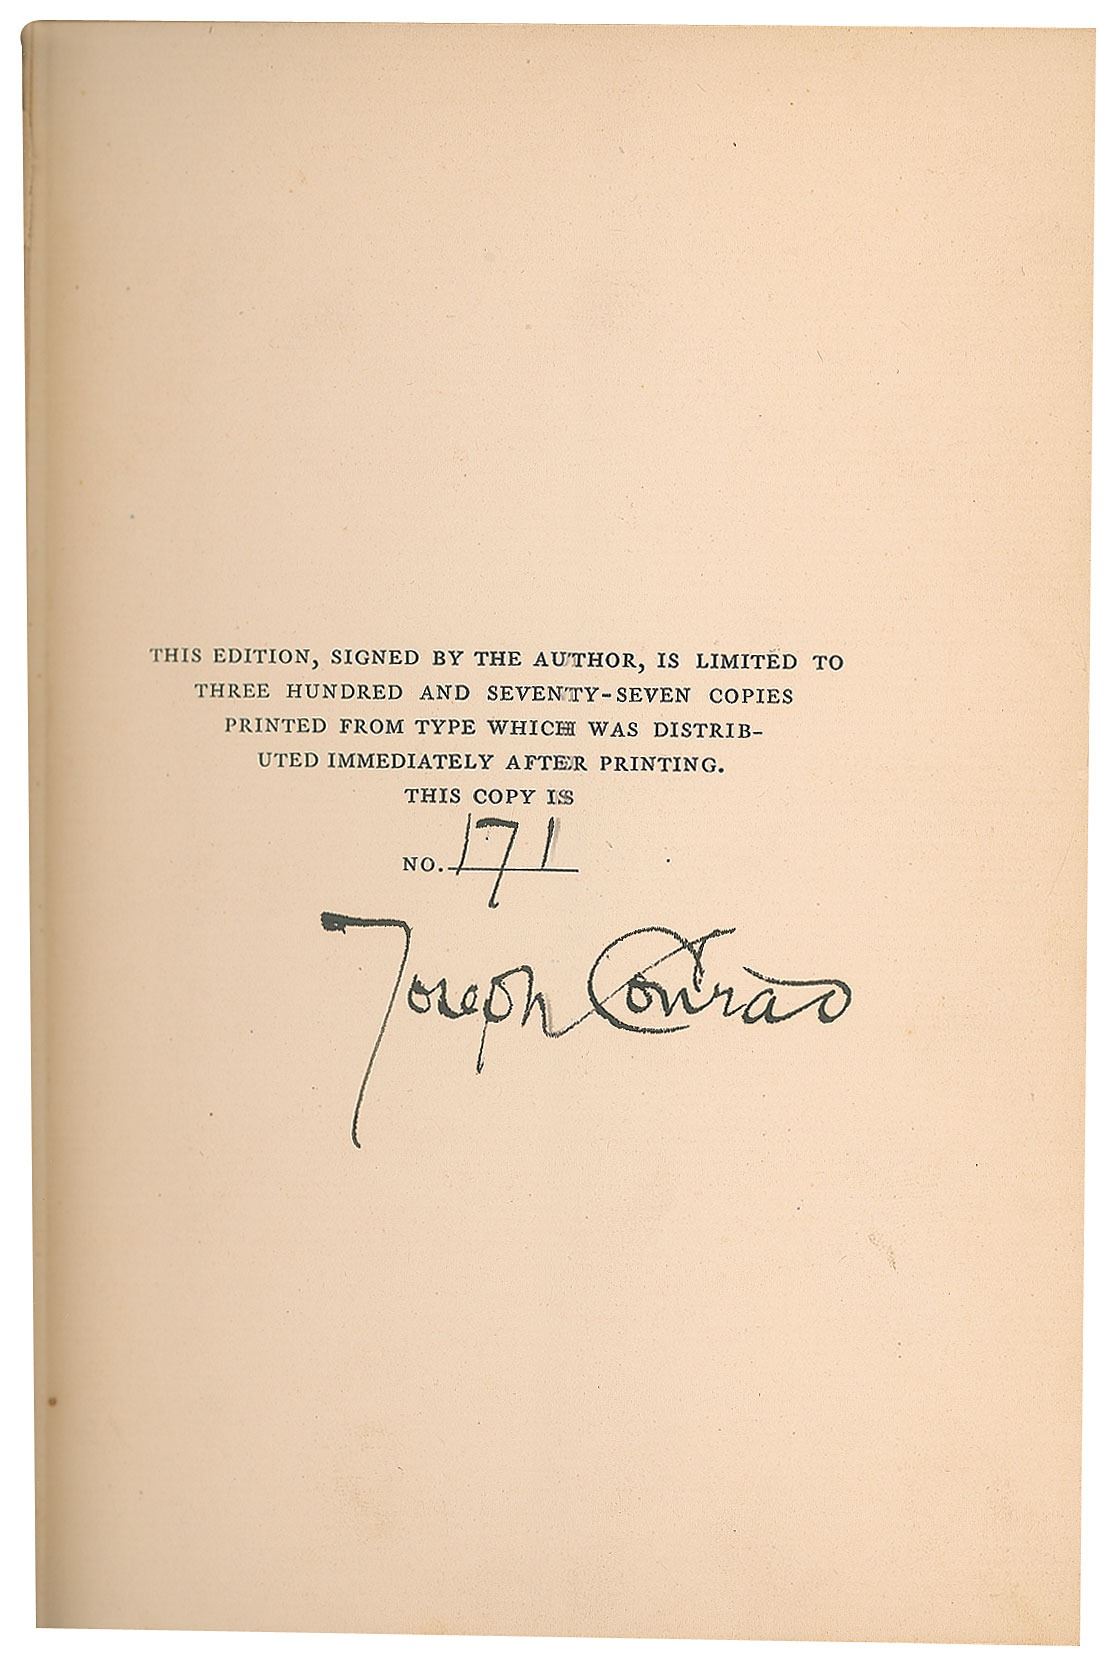 THIS EDITION, SIGNED BY THE AUTHOR, IS LIMITED TO
THREE HUNDRED AND SEVENTY-SEVEN COPIES
PRINTED FROM TYPE WHICH WAS DISTRIB-
UTED IMMEDIATELY AFTER PRINTING.
THIS COPY IS
NO. 171
Joseph Conrad